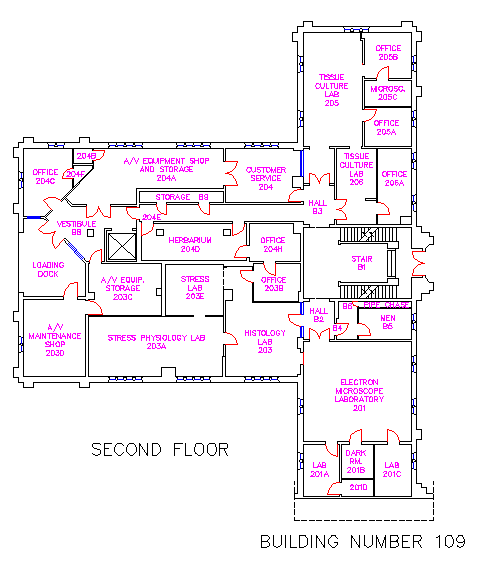 OFFICE
205B
TISSUE
CULTURE
LAB
205
MICROSC.
205C
OFFICE
205A
204B
A/V EQUIPMENT SHOP
AND STORAGE
204A
OFFICE
204C
204F
CUSTOMER
SERVICE
204
TISSUE
CULTURE
LAB
206
OFFICE
206A
STORAGE B9
HALL
B3
204E
VESTIBULE
B8
HERBARIUM
204D
OFFICE
204H
STAIR
B1
LOADING
DOCK
A/V EQUIP.
STORAGE
203C
STRESS
LAB
203E
OFFICE
203B
PIPE CHASE
HALL
B2
B6
B4
MEN
B5
A/V
MAINTENANCE
SHOP
203D
STRESS PHYSIOLOGY LAB
203A
HISTOLOGY
LAB
203
ELECTRON
MICROSCOPE
LABORATORY
201
SECOND FLOOR
LAB
201A
DARK
RM.
201B
LAB
201C
201D
BUILDING NUMBER 109